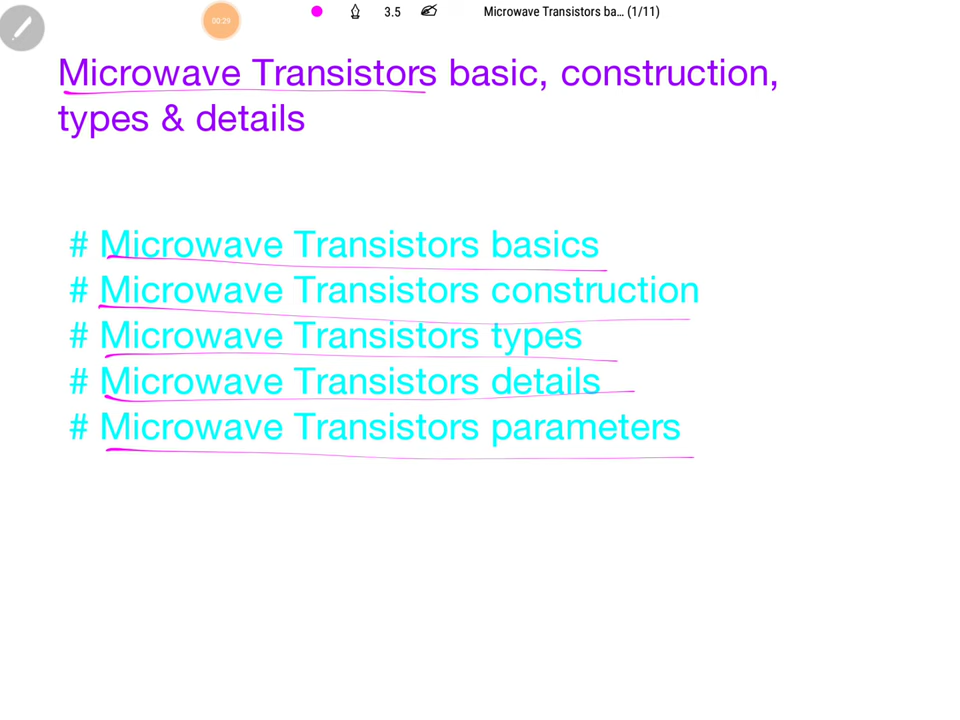 00:29 3.5 Microwave Transistors ba... (1/11)
Microwave Transistors basic, construction,
types & details
# Microwave Transistors basics
# Microwave Transistors construction
# Microwave Transistors types
# Microwave Transistors details
# Microwave Transistors parameters